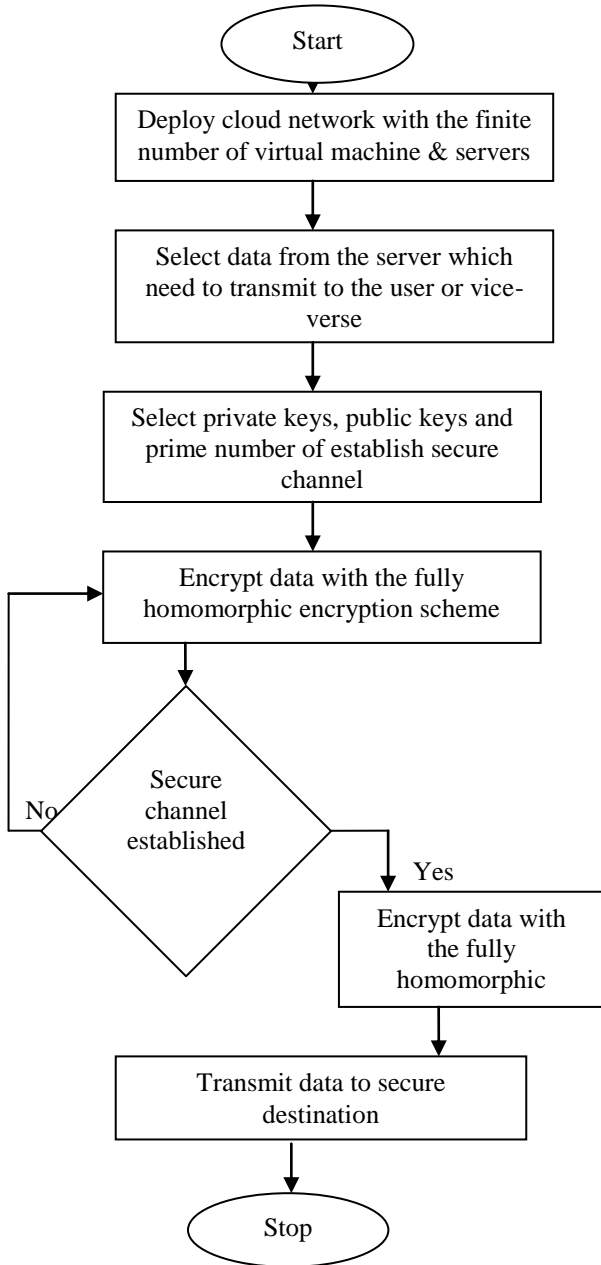 Start
Deploy cloud network with the finite
number of virtual machine & servers
Select data from the server which
need to transmit to the user or vice-
verse
Select private keys, public keys and
prime number of establish secure
channel
Encrypt data with the fully
homomorphic encryption scheme
Secure
channel
established
No
Yes
Encrypt data with
the fully
homomorphic
Transmit data to secure
destination
Stop